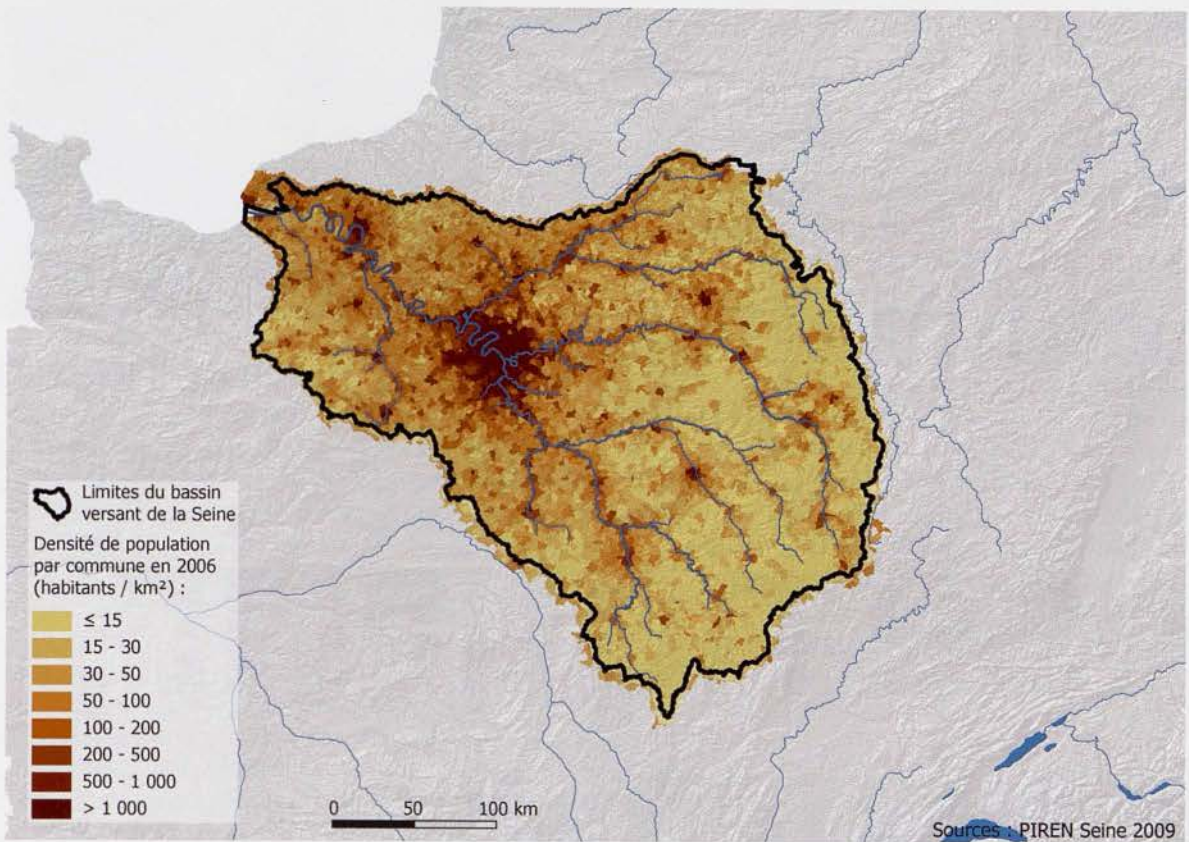 Limites du bassin
versant de la Seine
Densité de population
par commune en 2006
(habitants / km²) :
≤ 15
15 - 30
30 - 50
50 - 100
100 - 200
200 - 500
500 - 1 000
> 1 000
0 50 100 km
Sources : PIREN Seine 2009